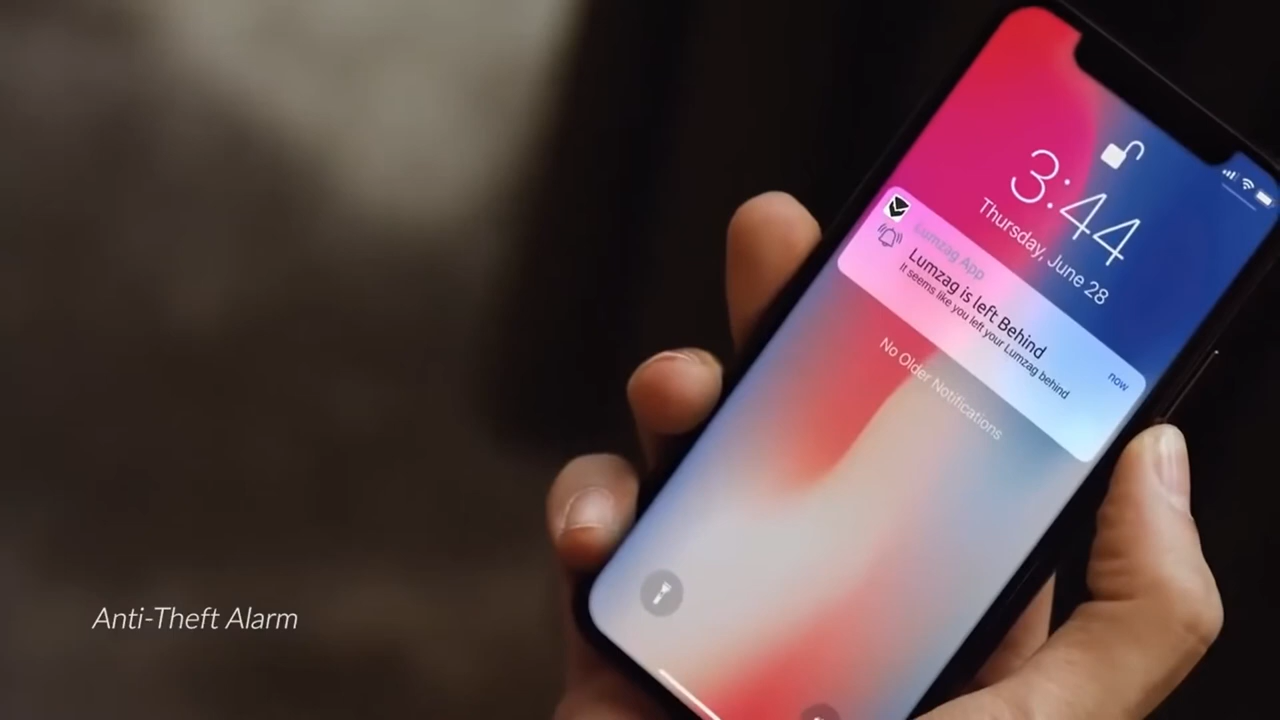 3:44
Thursday, June 28
Lumzag App
Lumzag is left Behind
It seems like you left your Lumzag behind
now
No Older Notifications
Anti-Theft Alarm